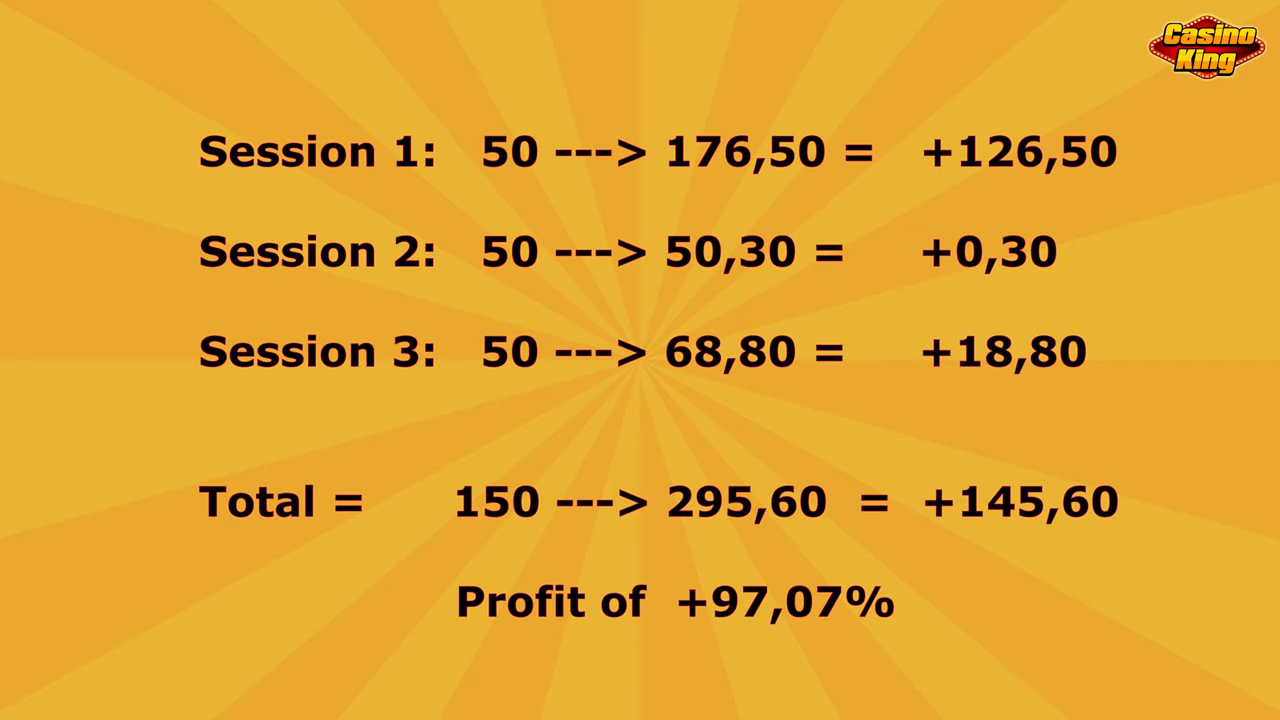 Casino
King
Session 1: 50 ---> 176,50 = +126,50
Session 2: 50 ---> 50,30 = +0,30
Session 3: 50 ---> 68,80 = +18,80
Total = 150 ---> 295,60 = +145,60
Profit of +97,07%